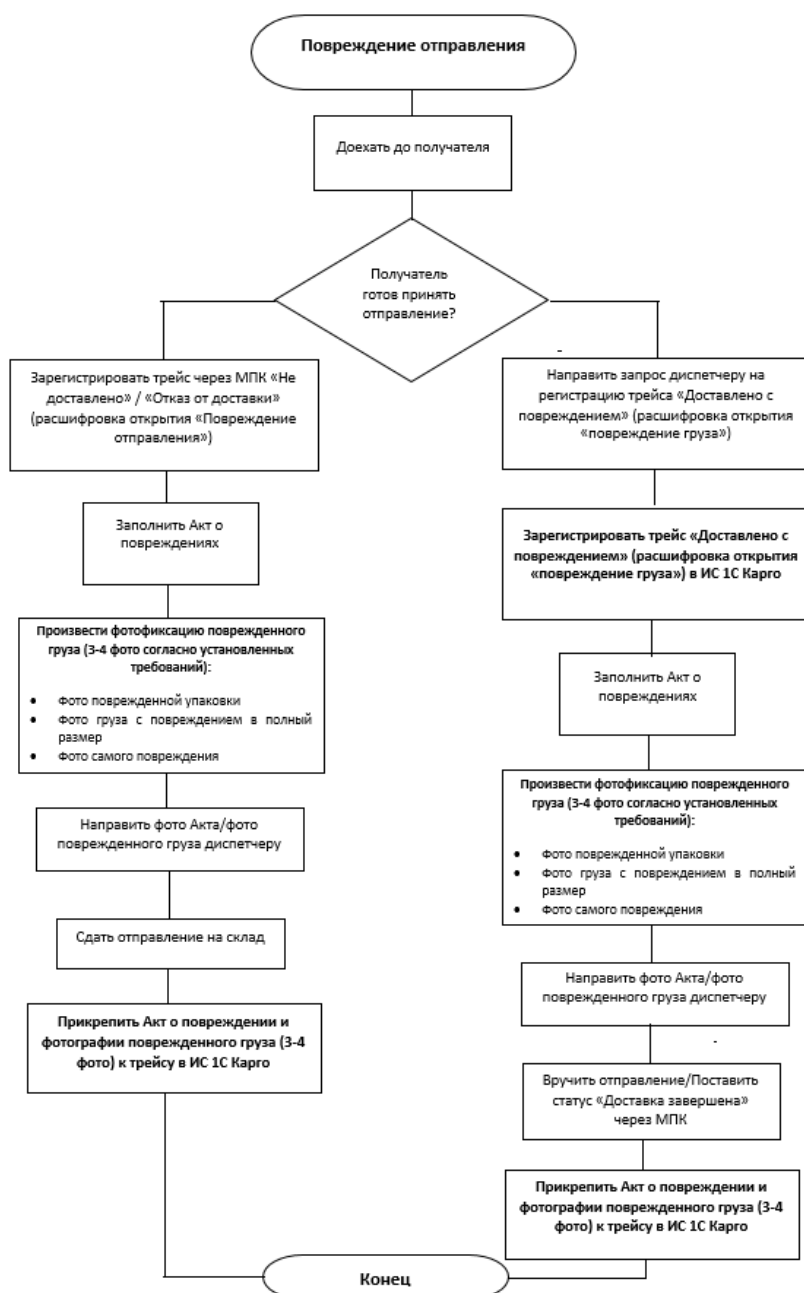 Повреждение отправления
Доехать до получателя
Получатель
готов принять
отправление?
Зарегистрировать трейс через МПК «Не
доставлено» / «Отказ от доставки»
(расшифровка открытия «Повреждение
отправления»)
Заполнить Акт о
повреждениях
Произвести фотофиксацию поврежденного
груза (3-4 фото согласно установленных
требований):
• Фото поврежденной упаковки
• Фото груза с повреждением в полный
размер
• Фото самого повреждения
Направить фото Акта/фото
поврежденного груза диспетчеру
Сдать отправление на склад
Прикрепить Акт о повреждении и
фотографии поврежденного груза (3-4
фото) к трейсу в ИС 1С Карго
Направить запрос диспетчеру на
регистрацию трейса «Доставлено с
повреждением» (расшифровка открытия
«повреждение груза»)
Зарегистрировать трейс «Доставлено с
повреждением» (расшифровка открытия
«повреждение груза») в ИС 1С Карго
Заполнить Акт о
повреждениях
Произвести фотофиксацию поврежденного
груза (3-4 фото согласно установленных
требований):
• Фото поврежденной упаковки
• Фото груза с повреждением в полный
размер
• Фото самого повреждения
Направить фото Акта/фото
поврежденного груза диспетчеру
Вручить отправление/Поставить
статус «Доставка завершена»
через МПК
Прикрепить Акт о повреждении и
фотографии поврежденного груза (3-4
фото) к трейсу в ИС 1С Карго
Конец